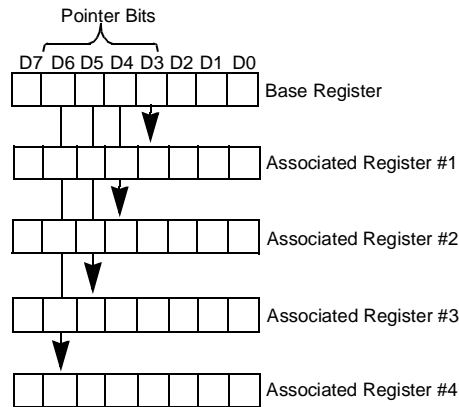 Pointer Bits
D7 D6 D5 D4 D3 D2 D1 D0
Base Register
Associated Register #1
Associated Register #2
Associated Register #3
Associated Register #4